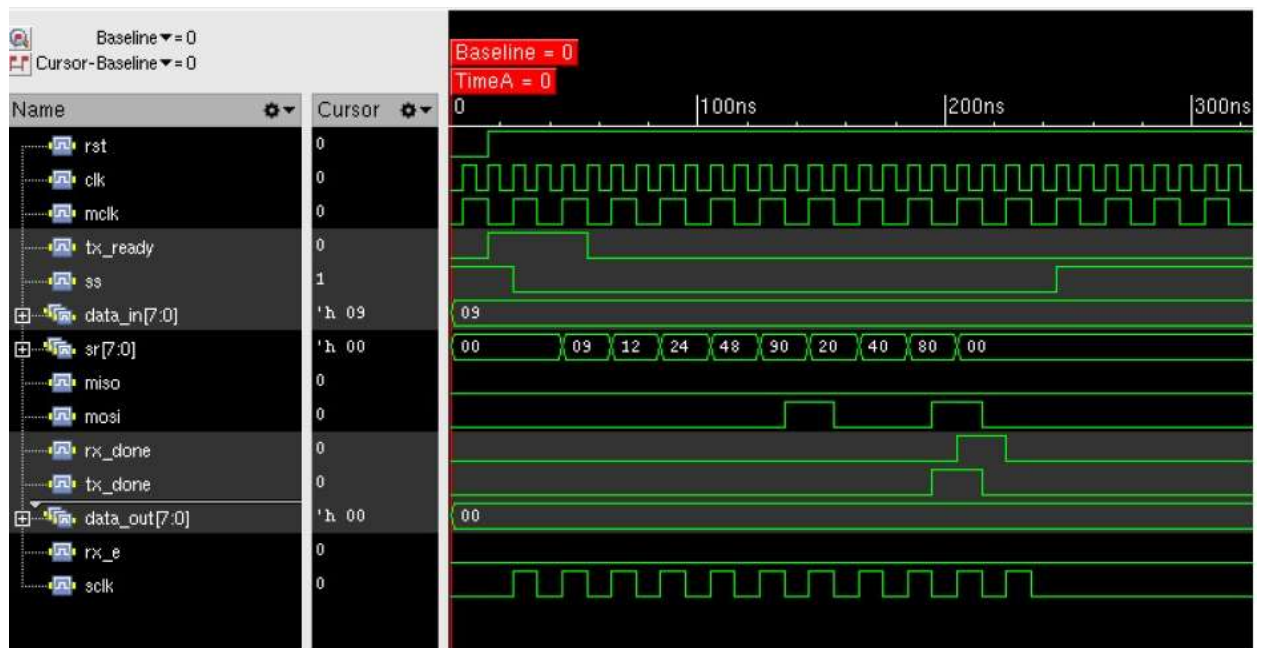 Baseline▼= 0
Cursor-Baseline▼= 0
Baseline = 0
TimeA = 0
Name Cursor 0 100ns 200ns 300ns
rst 0
clk 0
mclk 0
tx_ready 0
ss 1
data_in[7:0] 'h 09 09
sr[7:0] 'h 00 00 09 12 24 48 90 20 40 80 00
miso 0
mosi 0
rx_done 0
tx_done 0
data_out[7:0] 'h 00 00
rx_e 0
sclk 0